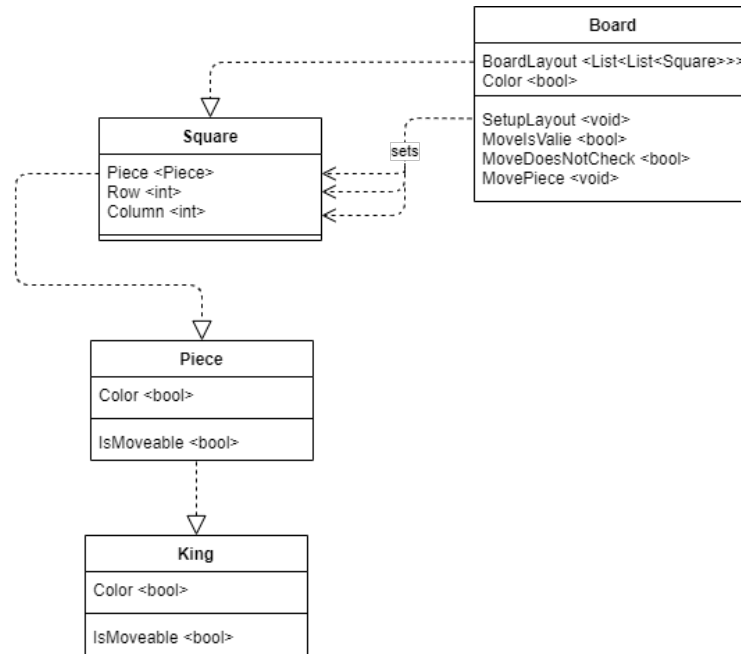 Board
BoardLayout <List<List<Square>>>
Color <bool>
SetupLayout <void>
MoveIsValie <bool>
MoveDoesNotCheck <bool>
MovePiece <void>
sets
Square
Piece <Piece>
Row <int>
Column <int>
Piece
Color <bool>
IsMoveable <bool>
King
Color <bool>
IsMoveable <bool>